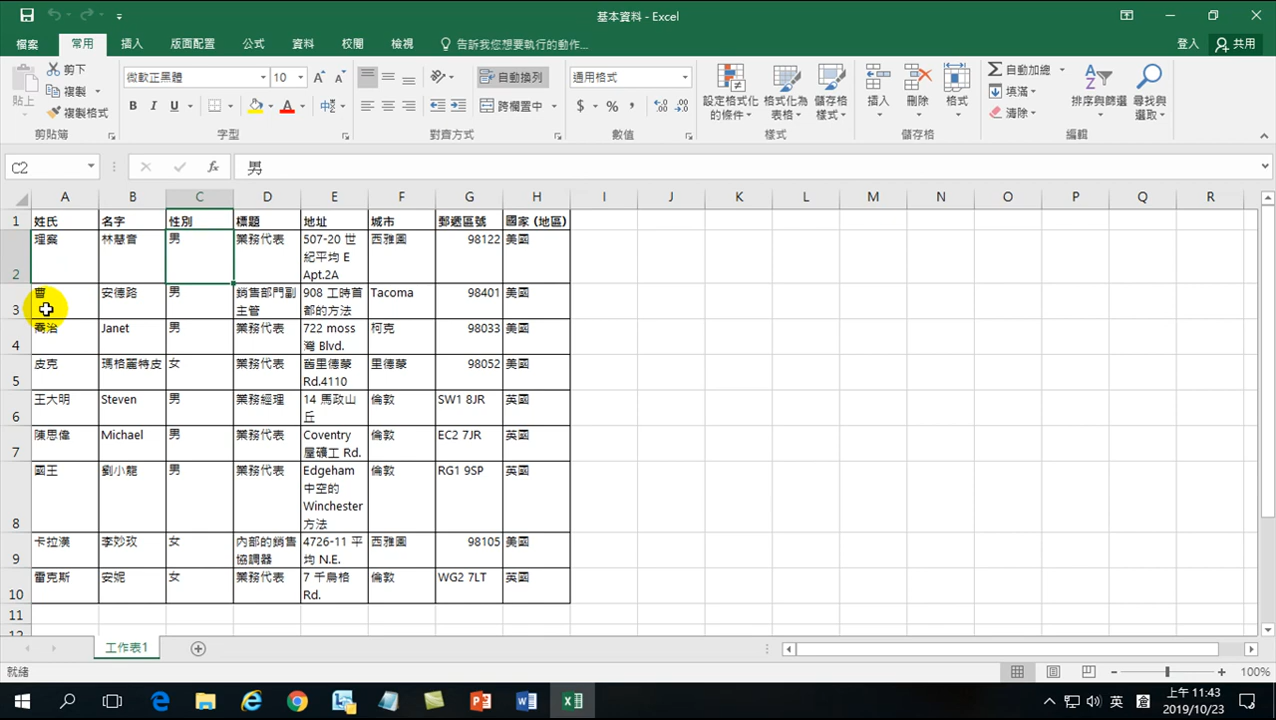 基本資料 - Excel
檔案 常用 插入 版面配置 公式 資料 校閱 檢視 告訴我您想要執行的動作... 登入 共用
貼上 剪下 複製 複製格式 剪貼簿
微軟正黑體 10 A A B I U A 中 字型
自動換列 跨欄置中 對齊方式
通用格式 $ % , 數值
設定格式化的條件 格式化為表格 儲存格樣式 樣式
插入 刪除 格式 儲存格
自動加總 填滿 清除 排序與篩選 尋找與選取 編輯
C2 fx 男
A B C D E F G H I J K L M N O P Q R
1 姓氏 名字 性別 標題 地址 城市 郵遞區號 國家 (地區)
2 理察 林慧音 男 業務代表 507-20 世紀平均 E Apt.2A 西雅圖 98122 美國
3 曹 安德路 男 銷售部門副主管 908 工時首都的方法 Tacoma 98401 美國
4 喬治 Janet 男 業務代表 722 moss 灣 Blvd. 柯克 98033 美國
5 皮克 瑪格麗特皮 女 業務代表 舊里德蒙 Rd.4110 里德蒙 98052 美國
6 王大明 Steven 男 業務經理 14 馬政山丘 倫敦 SW1 8JR 英國
7 陳思偉 Michael 男 業務代表 Coventry 屋礦工 Rd. 倫敦 EC2 7JR 英國
8 國王 劉小龍 男 業務代表 Edgeham 中空的 Winchester 方法 倫敦 RG1 9SP 英國
9 卡拉漢 李妙玫 女 內部的銷售協調器 4726-11 平均 N.E. 西雅圖 98105 美國
10 雷克斯 安妮 女 業務代表 7 千鳥格 Rd. 倫敦 WG2 7LT 英國
11
12
工作表1
就緒 100%
英 上午 11:43
2019/10/23